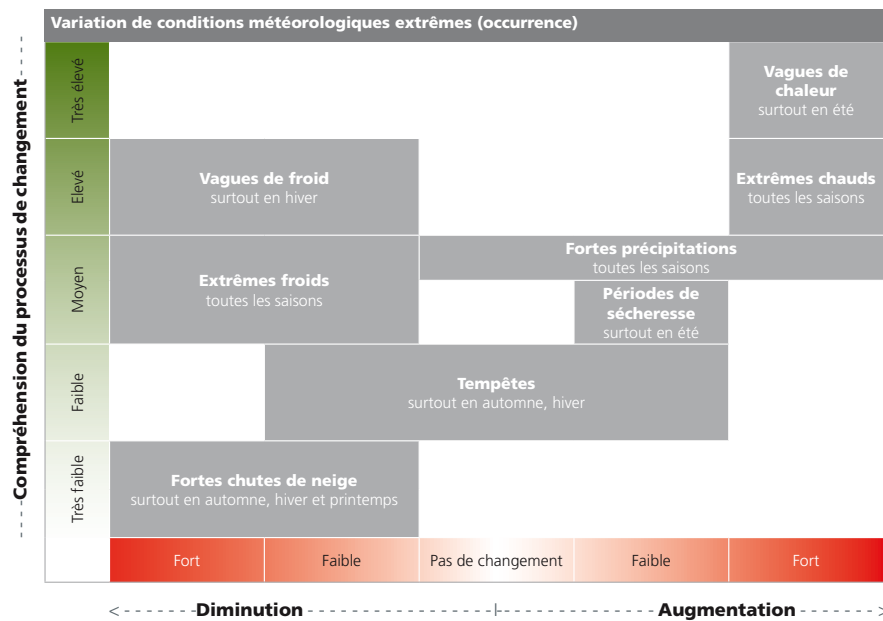 Variation de conditions météorologiques extrêmes (occurrence)
Compréhension du processus de changement
Très élevé
Vagues de
chaleur
surtout en été
Elevé
Vagues de froid
surtout en hiver
Extrêmes chauds
toutes les saisons
Moyen
Extrêmes froids
toutes les saisons
Fortes précipitations
toutes les saisons
Périodes de
sécheresse
surtout en été
Faible
Tempêtes
surtout en automne, hiver
Très faible
Fortes chutes de neige
surtout en automne, hiver et printemps
Fort
Faible
Pas de changement
Faible
Fort
Diminution
Augmentation